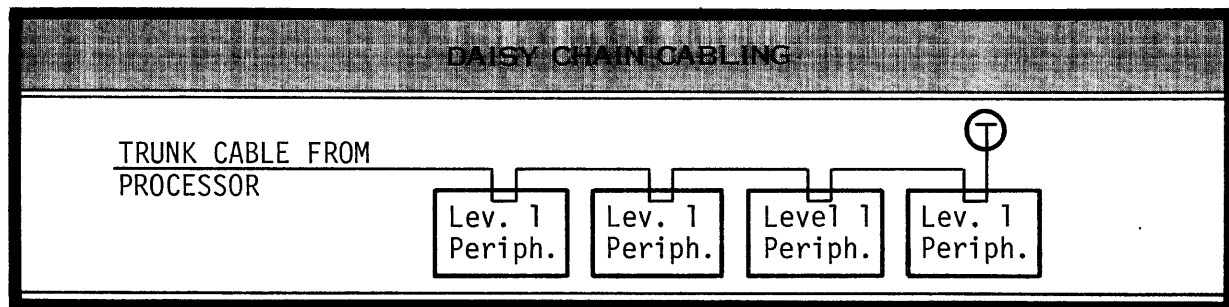 DAISY CHAIN CABLING
T
TRUNK CABLE FROM
PROCESSOR
Lev. 1
Periph.
Lev. 1
Periph.
Level 1
Periph.
Lev. 1
Periph.